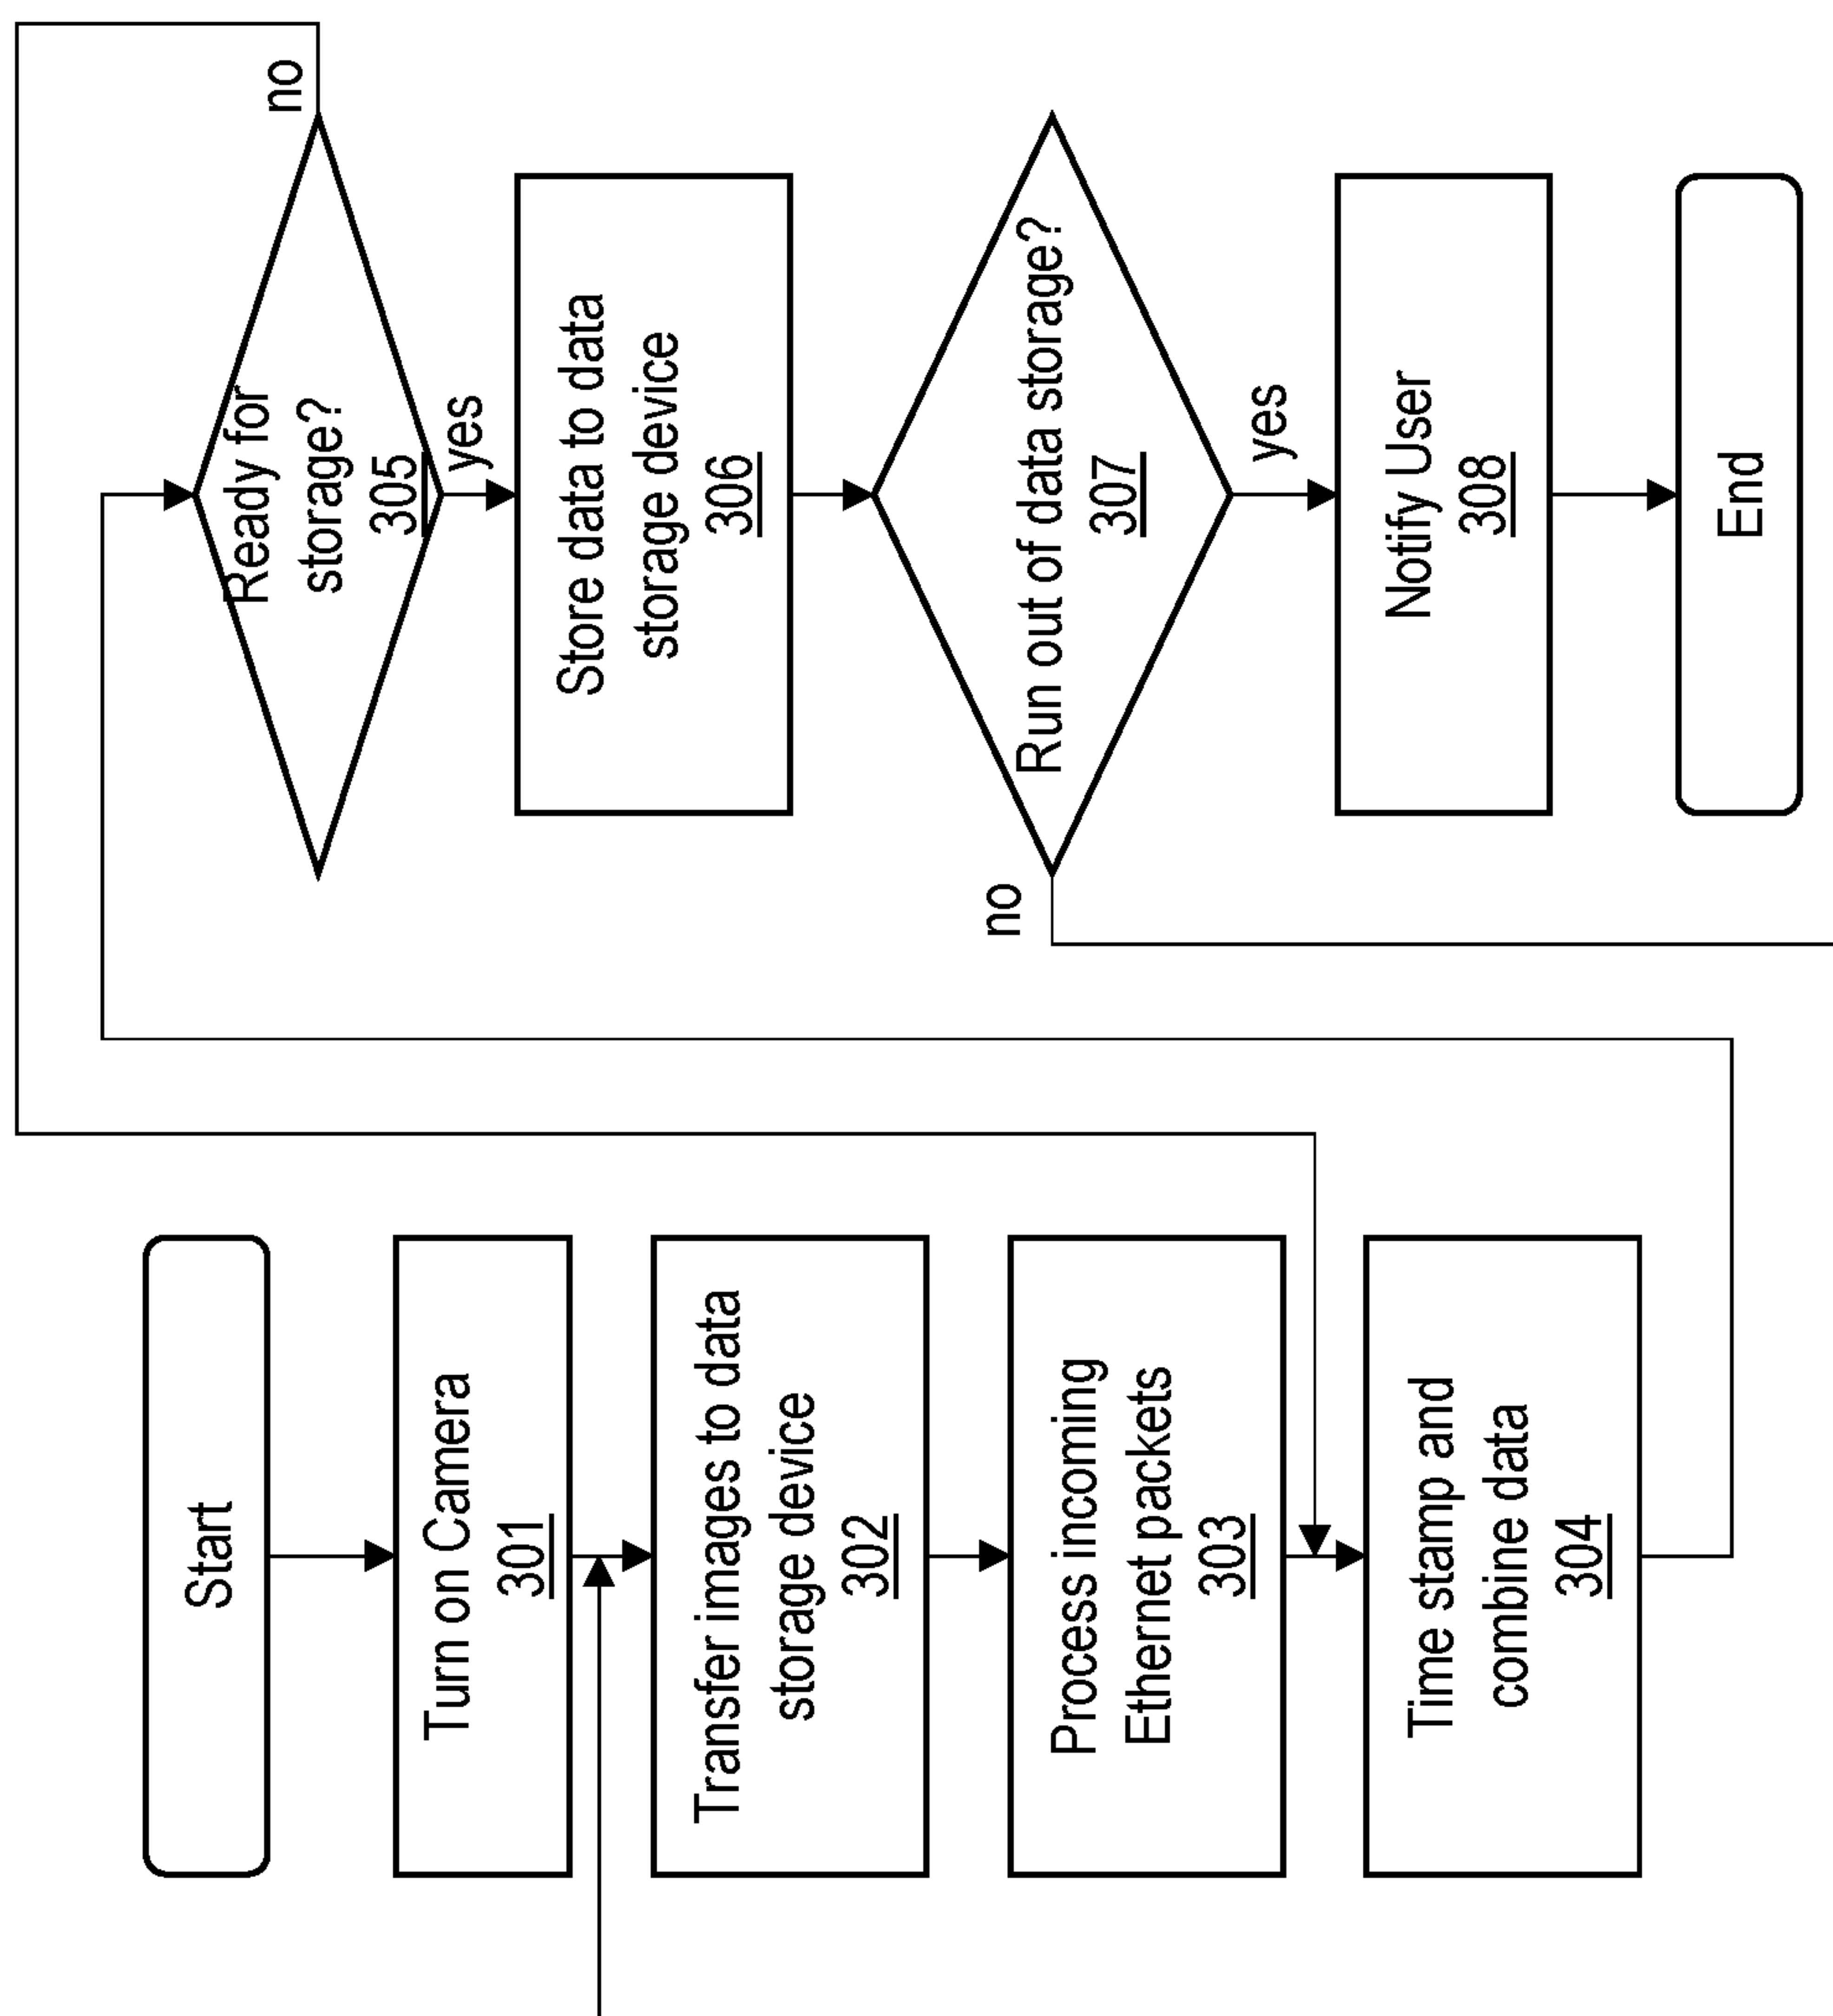 Start
Turn on Camera
301
Transfer images to data
storage device
302
Process incoming
Ethernet packets
303
Time stamp and
combine data
304
Ready for
storage?
305
no
yes
Store data to data
storage device
306
Run out of data storage?
307
no
yes
Notify User
308
End